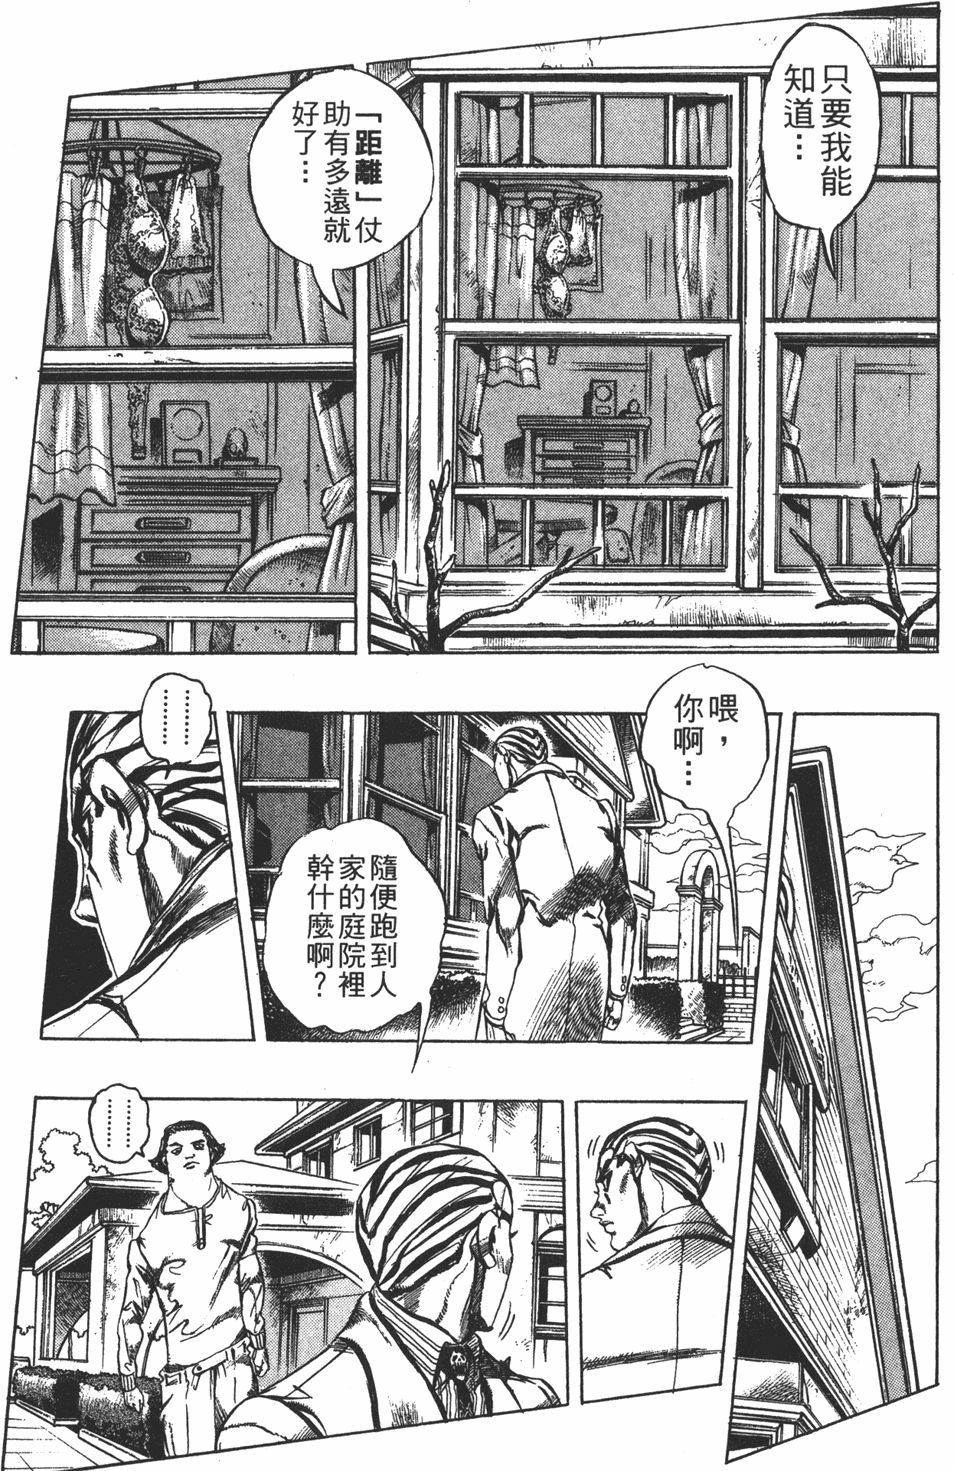 只要我能
知道…
「距離」仗
助有多遠就
好了…
喂，
你啊…
隨便跑到人
家的庭院裡
幹什麼啊？
………
………